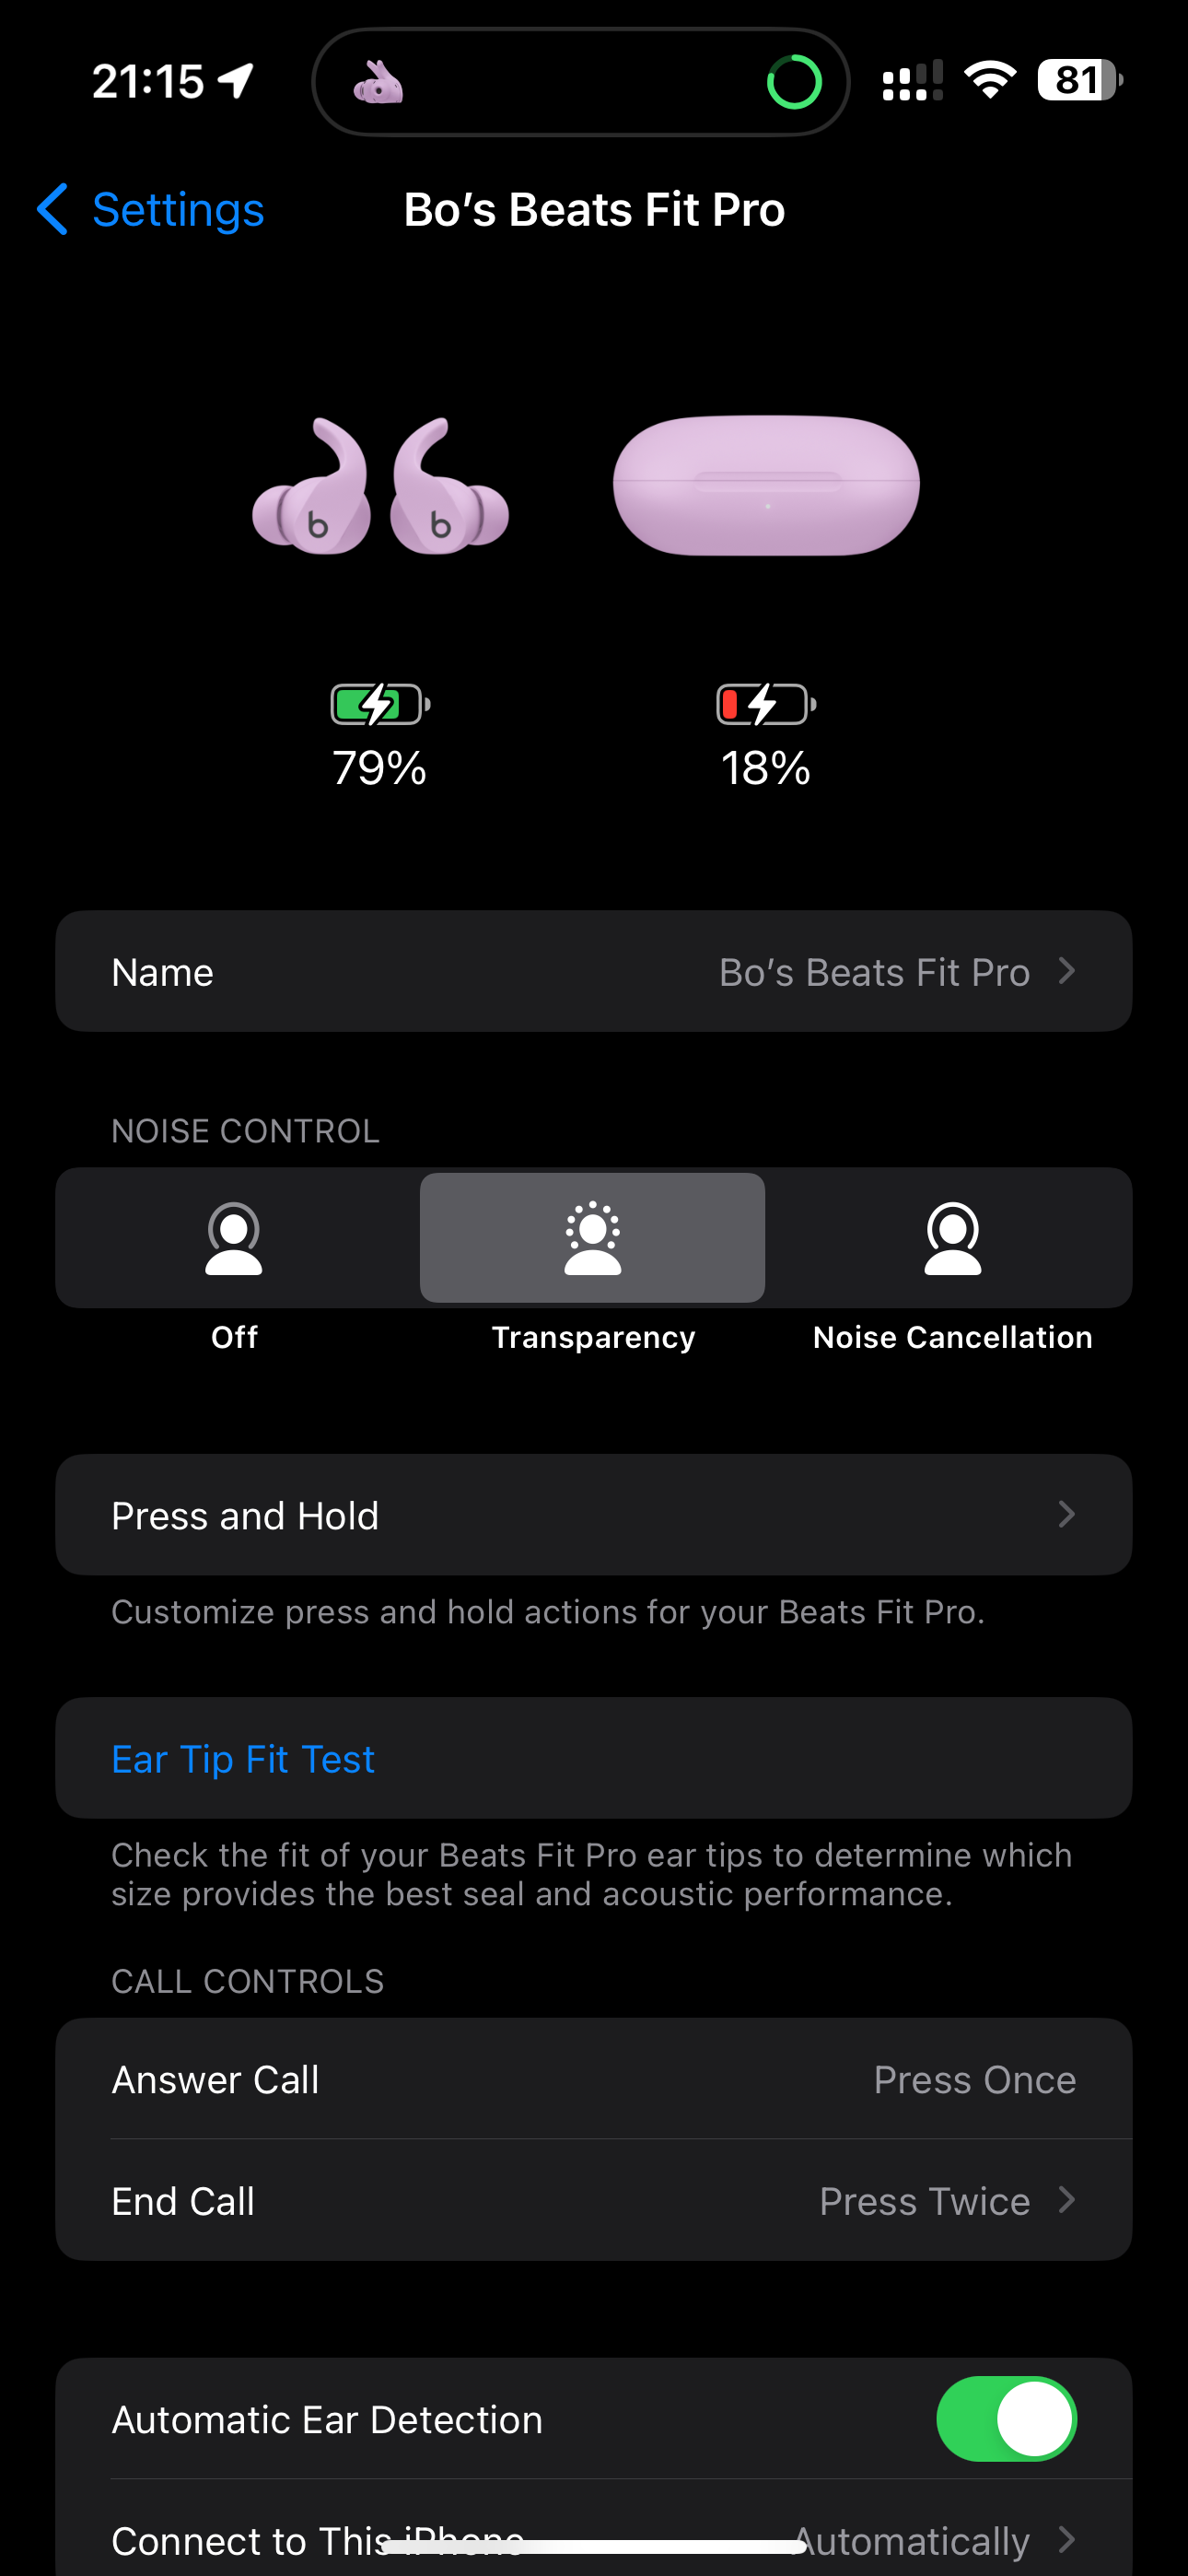 21:15
81
Settings
Bo’s Beats Fit Pro
b b
79%
18%
Name
Bo’s Beats Fit Pro
NOISE CONTROL
Off
Transparency
Noise Cancellation
Press and Hold
Customize press and hold actions for your Beats Fit Pro.
Ear Tip Fit Test
Check the fit of your Beats Fit Pro ear tips to determine which
size provides the best seal and acoustic performance.
CALL CONTROLS
Answer Call
Press Once
End Call
Press Twice
Automatic Ear Detection
Connect to This iPhone
Automatically